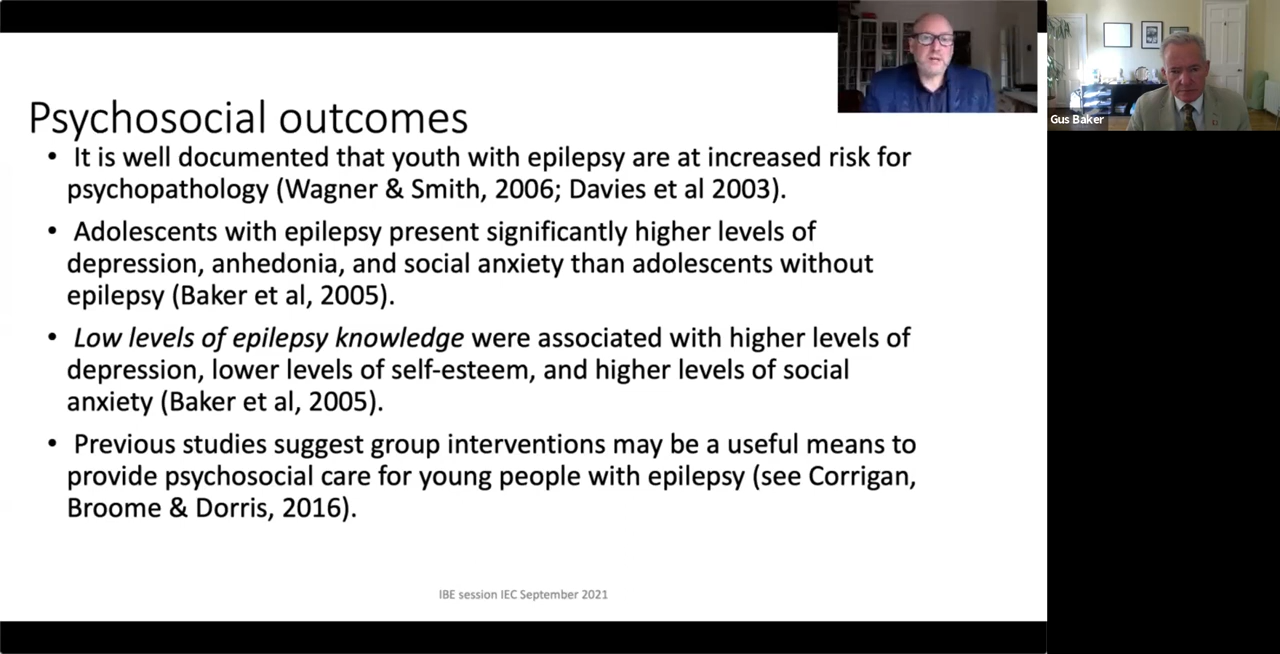 Psychosocial outcomes
• It is well documented that youth with epilepsy are at increased risk for
psychopathology (Wagner & Smith, 2006; Davies et al 2003).
• Adolescents with epilepsy present significantly higher levels of
depression, anhedonia, and social anxiety than adolescents without
epilepsy (Baker et al, 2005).
• Low levels of epilepsy knowledge were associated with higher levels of
depression, lower levels of self-esteem, and higher levels of social
anxiety (Baker et al, 2005).
• Previous studies suggest group interventions may be a useful means to
provide psychosocial care for young people with epilepsy (see Corrigan,
Broome & Dorris, 2016).
IBE session IEC September 2021
Gus Baker